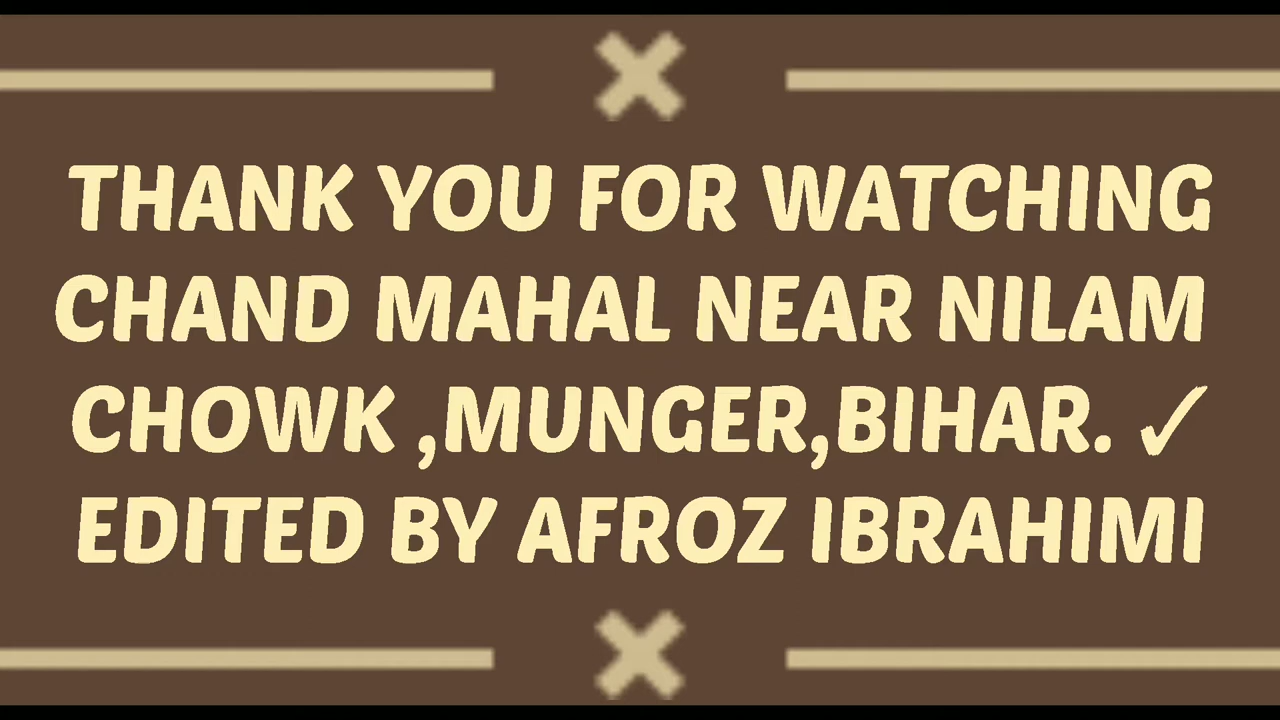 THANK YOU FOR WATCHING
CHAND MAHAL NEAR NILAM
CHOWK ,MUNGER,BIHAR. ✓
EDITED BY AFROZ IBRAHIMI